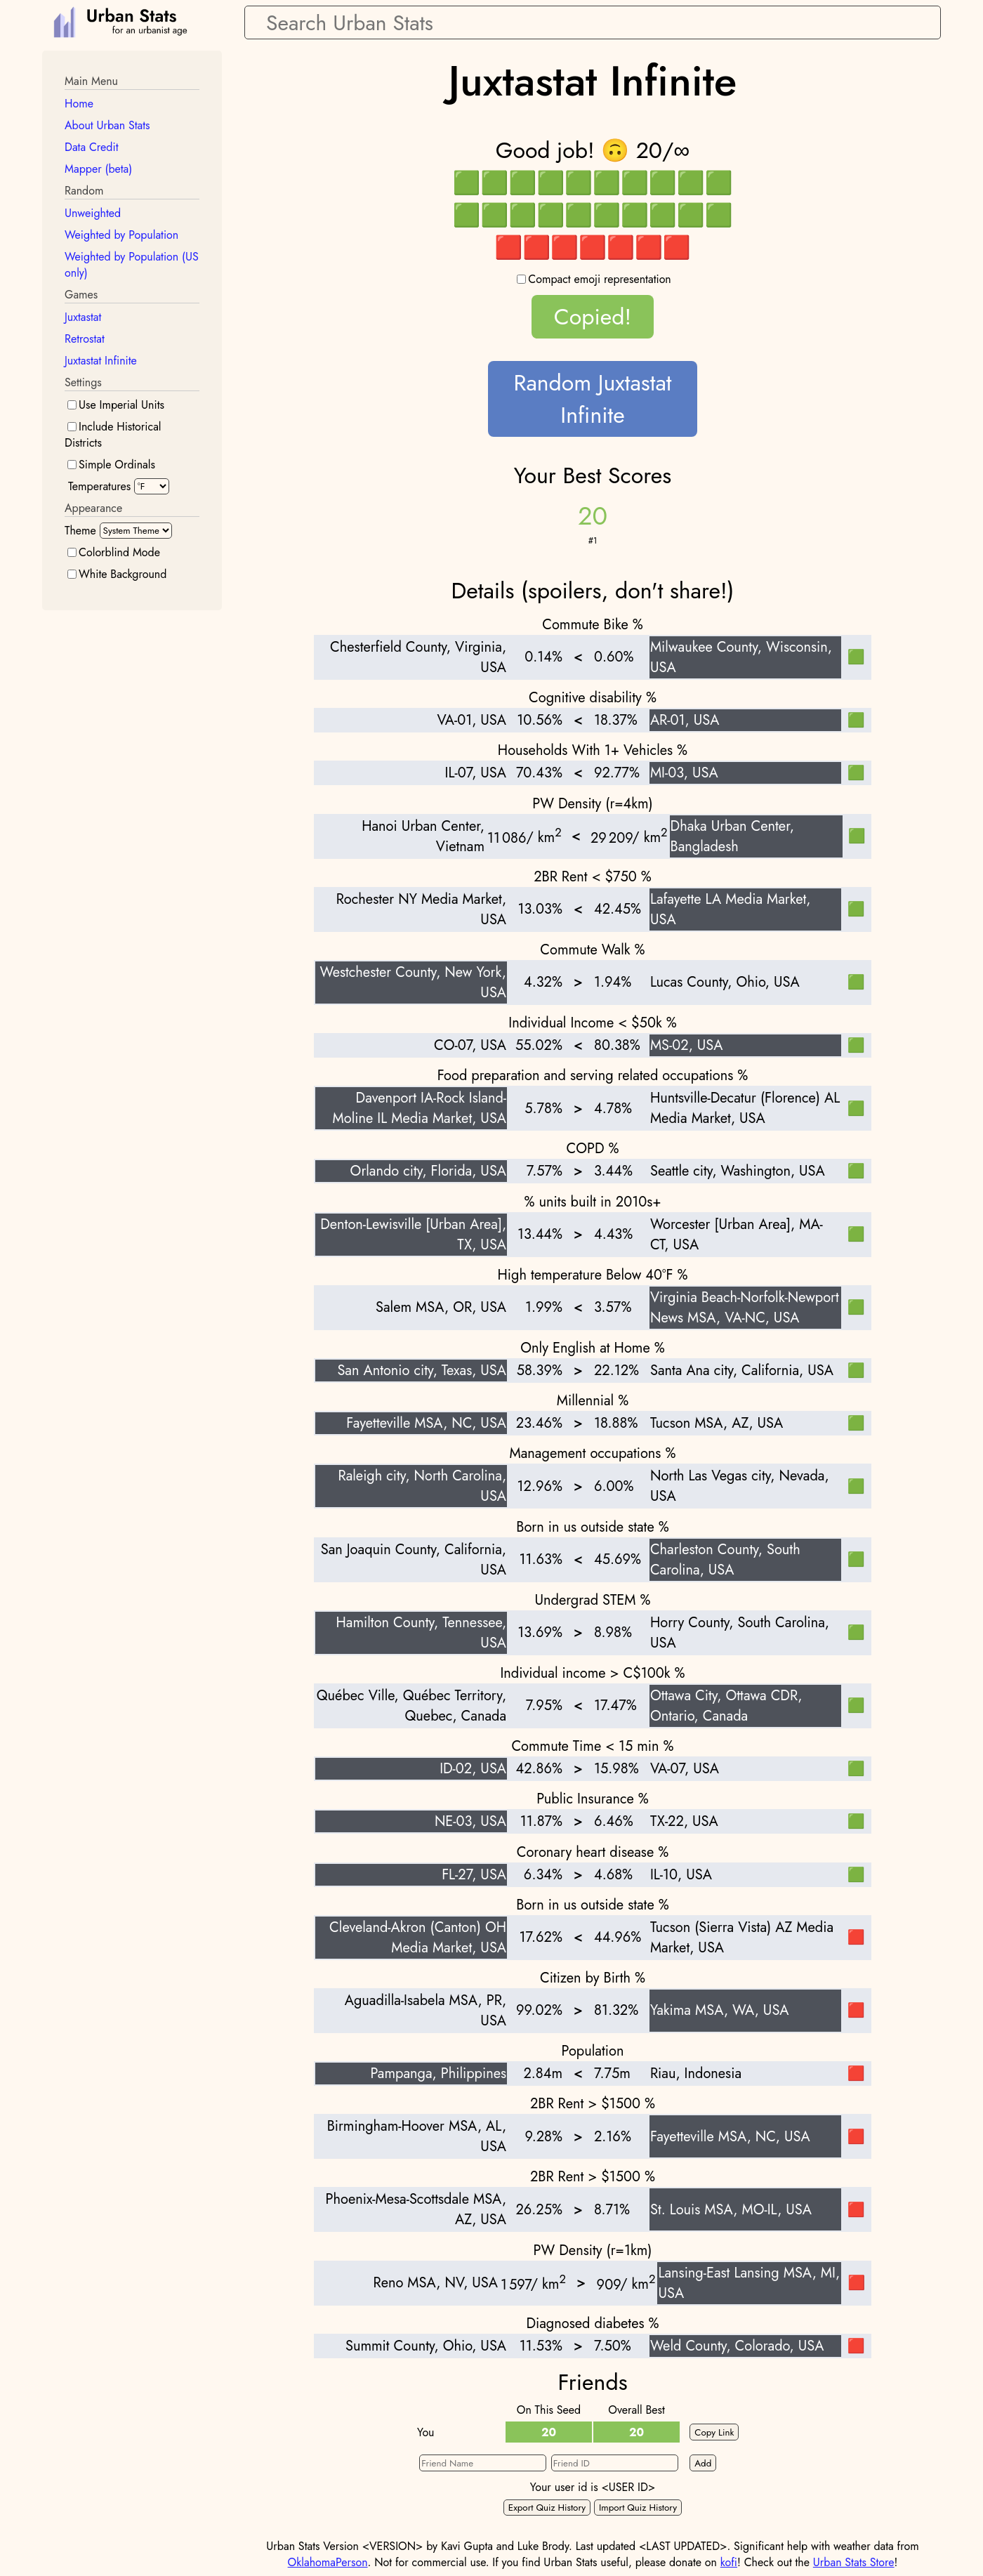 Urban Stats
for an urbanist age
Search Urban Stats
Main Menu
Home
About Urban Stats
Data Credit
Mapper (beta)
Random
Unweighted
Weighted by Population
Weighted by Population (US
only)
Games
Juxtastat
Retrostat
Juxtastat Infinite
Settings
Use Imperial Units
Include Historical
Districts
Simple Ordinals
Temperatures °F
Appearance
Theme System Theme
Colorblind Mode
White Background
Juxtastat Infinite
Good job! 🙃 20/∞
🟩🟩🟩🟩🟩🟩🟩🟩🟩🟩
🟩🟩🟩🟩🟩🟩🟩🟩🟩🟩
🟥🟥🟥🟥🟥🟥🟥
Compact emoji representation
Copied!
Random Juxtastat
Infinite
Your Best Scores
20
#1
Details (spoilers, don't share!)
Commute Bike %
Chesterfield County, Virginia,
USA
0.14% < 0.60%
Milwaukee County, Wisconsin,
USA
Cognitive disability %
VA-01, USA 10.56% < 18.37% AR-01, USA
Households With 1+ Vehicles %
IL-07, USA 70.43% < 92.77% MI-03, USA
PW Density (r=4km)
Hanoi Urban Center,
Vietnam
11 086/ km2 < 29 209/ km2
Dhaka Urban Center,
Bangladesh
2BR Rent < $750 %
Rochester NY Media Market,
USA
13.03% < 42.45%
Lafayette LA Media Market,
USA
Commute Walk %
Westchester County, New York,
USA
4.32% > 1.94% Lucas County, Ohio, USA
Individual Income < $50k %
CO-07, USA 55.02% < 80.38% MS-02, USA
Food preparation and serving related occupations %
Davenport IA-Rock Island-
Moline IL Media Market, USA
5.78% > 4.78%
Huntsville-Decatur (Florence) AL
Media Market, USA
COPD %
Orlando city, Florida, USA 7.57% > 3.44% Seattle city, Washington, USA
% units built in 2010s+
Denton-Lewisville [Urban Area],
TX, USA
13.44% > 4.43%
Worcester [Urban Area], MA-
CT, USA
High temperature Below 40°F %
Salem MSA, OR, USA 1.99% < 3.57%
Virginia Beach-Norfolk-Newport
News MSA, VA-NC, USA
Only English at Home %
San Antonio city, Texas, USA 58.39% > 22.12% Santa Ana city, California, USA
Millennial %
Fayetteville MSA, NC, USA 23.46% > 18.88% Tucson MSA, AZ, USA
Management occupations %
Raleigh city, North Carolina,
USA
12.96% > 6.00%
North Las Vegas city, Nevada,
USA
Born in us outside state %
San Joaquin County, California,
USA
11.63% < 45.69%
Charleston County, South
Carolina, USA
Undergrad STEM %
Hamilton County, Tennessee,
USA
13.69% > 8.98%
Horry County, South Carolina,
USA
Individual income > C$100k %
Québec Ville, Québec Territory,
Quebec, Canada
7.95% < 17.47%
Ottawa City, Ottawa CDR,
Ontario, Canada
Commute Time < 15 min %
ID-02, USA 42.86% > 15.98% VA-07, USA
Public Insurance %
NE-03, USA 11.87% > 6.46% TX-22, USA
Coronary heart disease %
FL-27, USA 6.34% > 4.68% IL-10, USA
Born in us outside state %
Cleveland-Akron (Canton) OH
Media Market, USA
17.62% < 44.96%
Tucson (Sierra Vista) AZ Media
Market, USA
Citizen by Birth %
Aguadilla-Isabela MSA, PR,
USA
99.02% > 81.32% Yakima MSA, WA, USA
Population
Pampanga, Philippines 2.84m < 7.75m Riau, Indonesia
2BR Rent > $1500 %
Birmingham-Hoover MSA, AL,
USA
9.28% > 2.16% Fayetteville MSA, NC, USA
2BR Rent > $1500 %
Phoenix-Mesa-Scottsdale MSA,
AZ, USA
26.25% > 8.71% St. Louis MSA, MO-IL, USA
PW Density (r=1km)
Reno MSA, NV, USA 1 597/ km2 > 909/ km2
Lansing-East Lansing MSA, MI,
USA
Diagnosed diabetes %
Summit County, Ohio, USA 11.53% > 7.50% Weld County, Colorado, USA
Friends
On This Seed Overall Best
You 20 20 Copy Link
Friend Name Friend ID Add
Your user id is <USER ID>
Export Quiz History Import Quiz History
Urban Stats Version <VERSION> by Kavi Gupta and Luke Brody. Last updated <LAST UPDATED>. Significant help with weather data from
OklahomaPerson. Not for commercial use. If you find Urban Stats useful, please donate on kofi! Check out the Urban Stats Store!